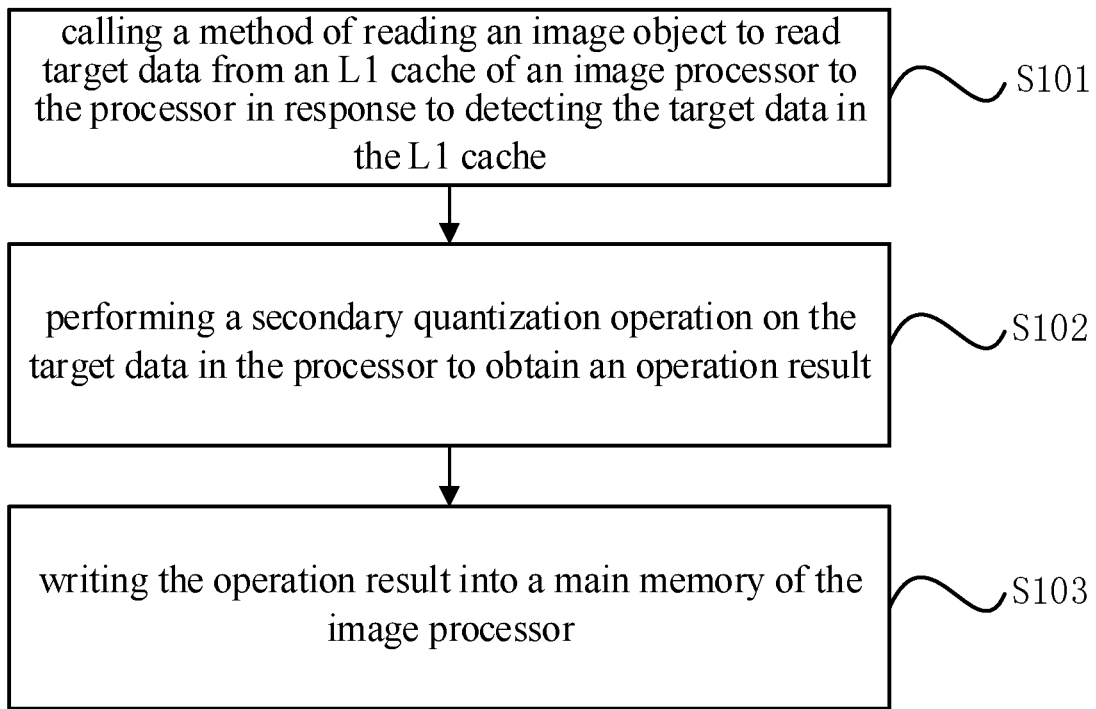 calling a method of reading an image object to read
target data from an L1 cache of an image processor to
the processor in response to detecting the target data in
the L1 cache
S101
performing a secondary quantization operation on the
target data in the processor to obtain an operation result
S102
writing the operation result into a main memory of the
image processor
S103